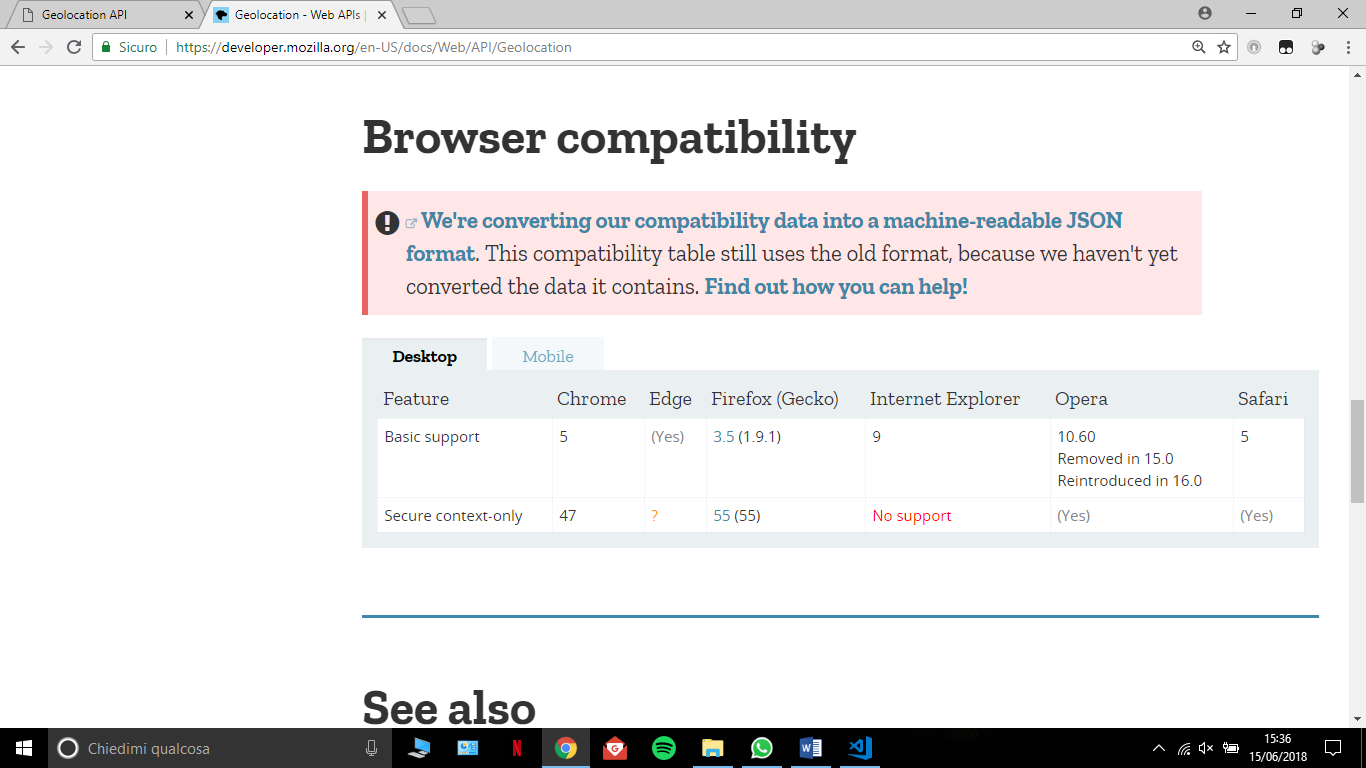 Geolocation API
Geolocation - Web APIs |
Sicuro
https://developer.mozilla.org/en-US/docs/Web/API/Geolocation
Browser compatibility
We're converting our compatibility data into a machine-readable JSON
format. This compatibility table still uses the old format, because we haven't yet
converted the data it contains. Find out how you can help!
Desktop Mobile
Feature Chrome Edge Firefox (Gecko) Internet Explorer Opera Safari
Basic support 5 (Yes) 3.5 (1.9.1) 9 10.60 5
Removed in 15.0
Reintroduced in 16.0
Secure context-only 47 ? 55 (55) No support (Yes) (Yes)
See also
Chiedimi qualcosa
15:36
15/06/2018